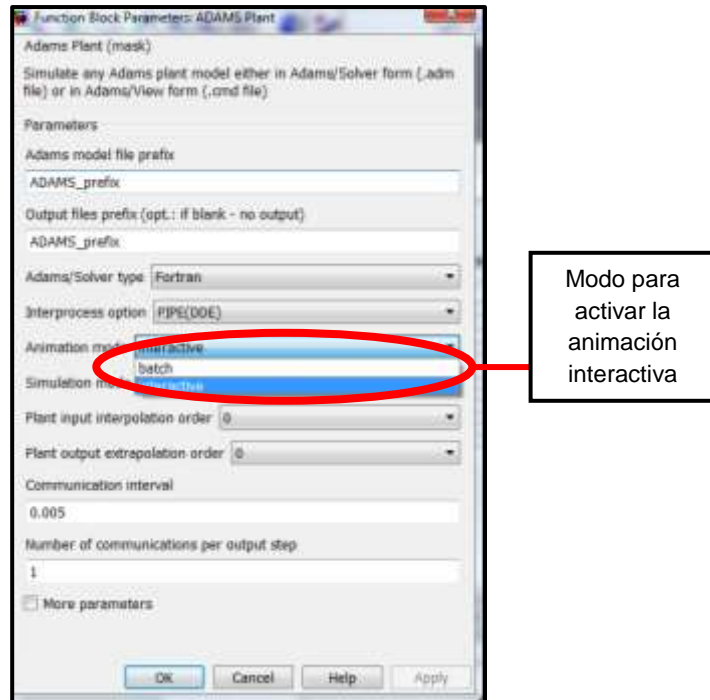 Function Block Parameters: ADAMS Plant
Adams Plant (mask)
Simulate any Adams plant model either in Adams/Solver form (.adm
file) or in Adams/View form (.cmd file)
Parameters
Adams model file prefix
ADAMS_prefix
Output files prefix (opt.: if blank - no output)
ADAMS_prefix
Adams/Solver type Fortran
Interprocess option PIPE(DDE)
Animation mode interactive
batch
Simulation mode interactive
Plant input interpolation order 0
Plant output extrapolation order 0
Communication interval
0.005
Number of communications per output step
1
More parameters
OK Cancel Help Apply
Modo para
activar la
animación
interactiva